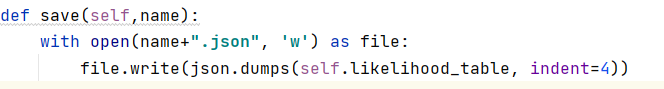 def save(self,name):
    with open(name+".json", 'w') as file:
        file.write(json.dumps(self.likelihood_table, indent=4))